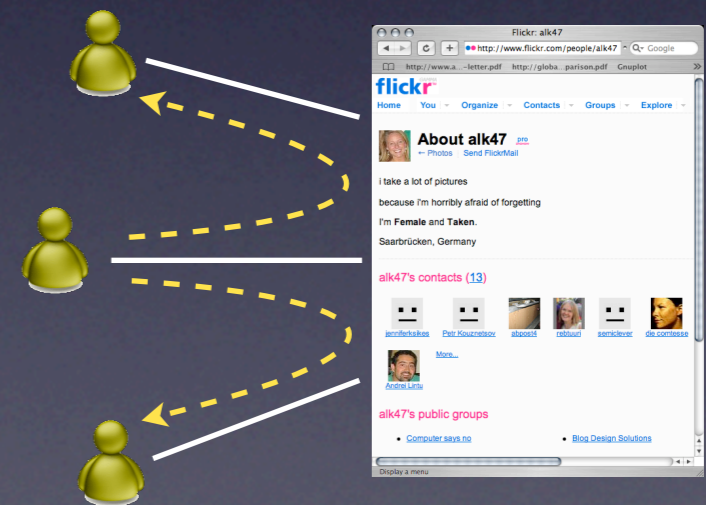 Flickr: alk47
http://www.flickr.com/people/alk47
Google
http://www.a...-letter.pdf http://globa...parison.pdf Gnuplot
flickr
Home You Organize Contacts Groups Explore
About alk47 pro
← Photos Send FlickrMail
i take a lot of pictures
because i'm horribly afraid of forgetting
I'm Female and Taken.
Saarbrücken, Germany
alk47's contacts (13)
jenniferksikes Petr Kouznetsov abpost4 rebtuuri semiclever die comtesse
Andrei Lintu More...
alk47's public groups
• Computer says no • Blog Design Solutions
Display a menu